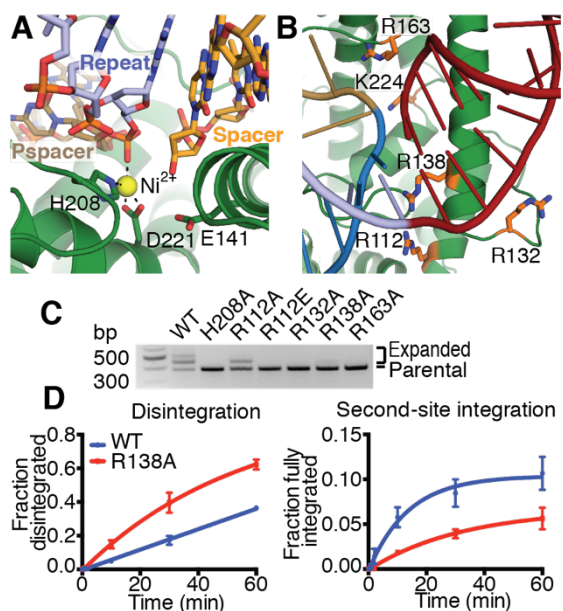 A
Repeat
Pspacer
Spacer
Ni2+
H208
D221
E141
B
R163
K224
R138
R112
R132
C
bp
WT
H208A
R112A
R112E
R132A
R138A
R163A
500
300
Expanded
Parental
D
Disintegration
WT
R138A
Fraction
disintegrated
0.8
0.6
0.4
0.2
0.0
0 20 40 60
Time (min)
Second-site integration
Fraction fully
integrated
0.15
0.10
0.05
0.00
0 20 40 60
Time (min)